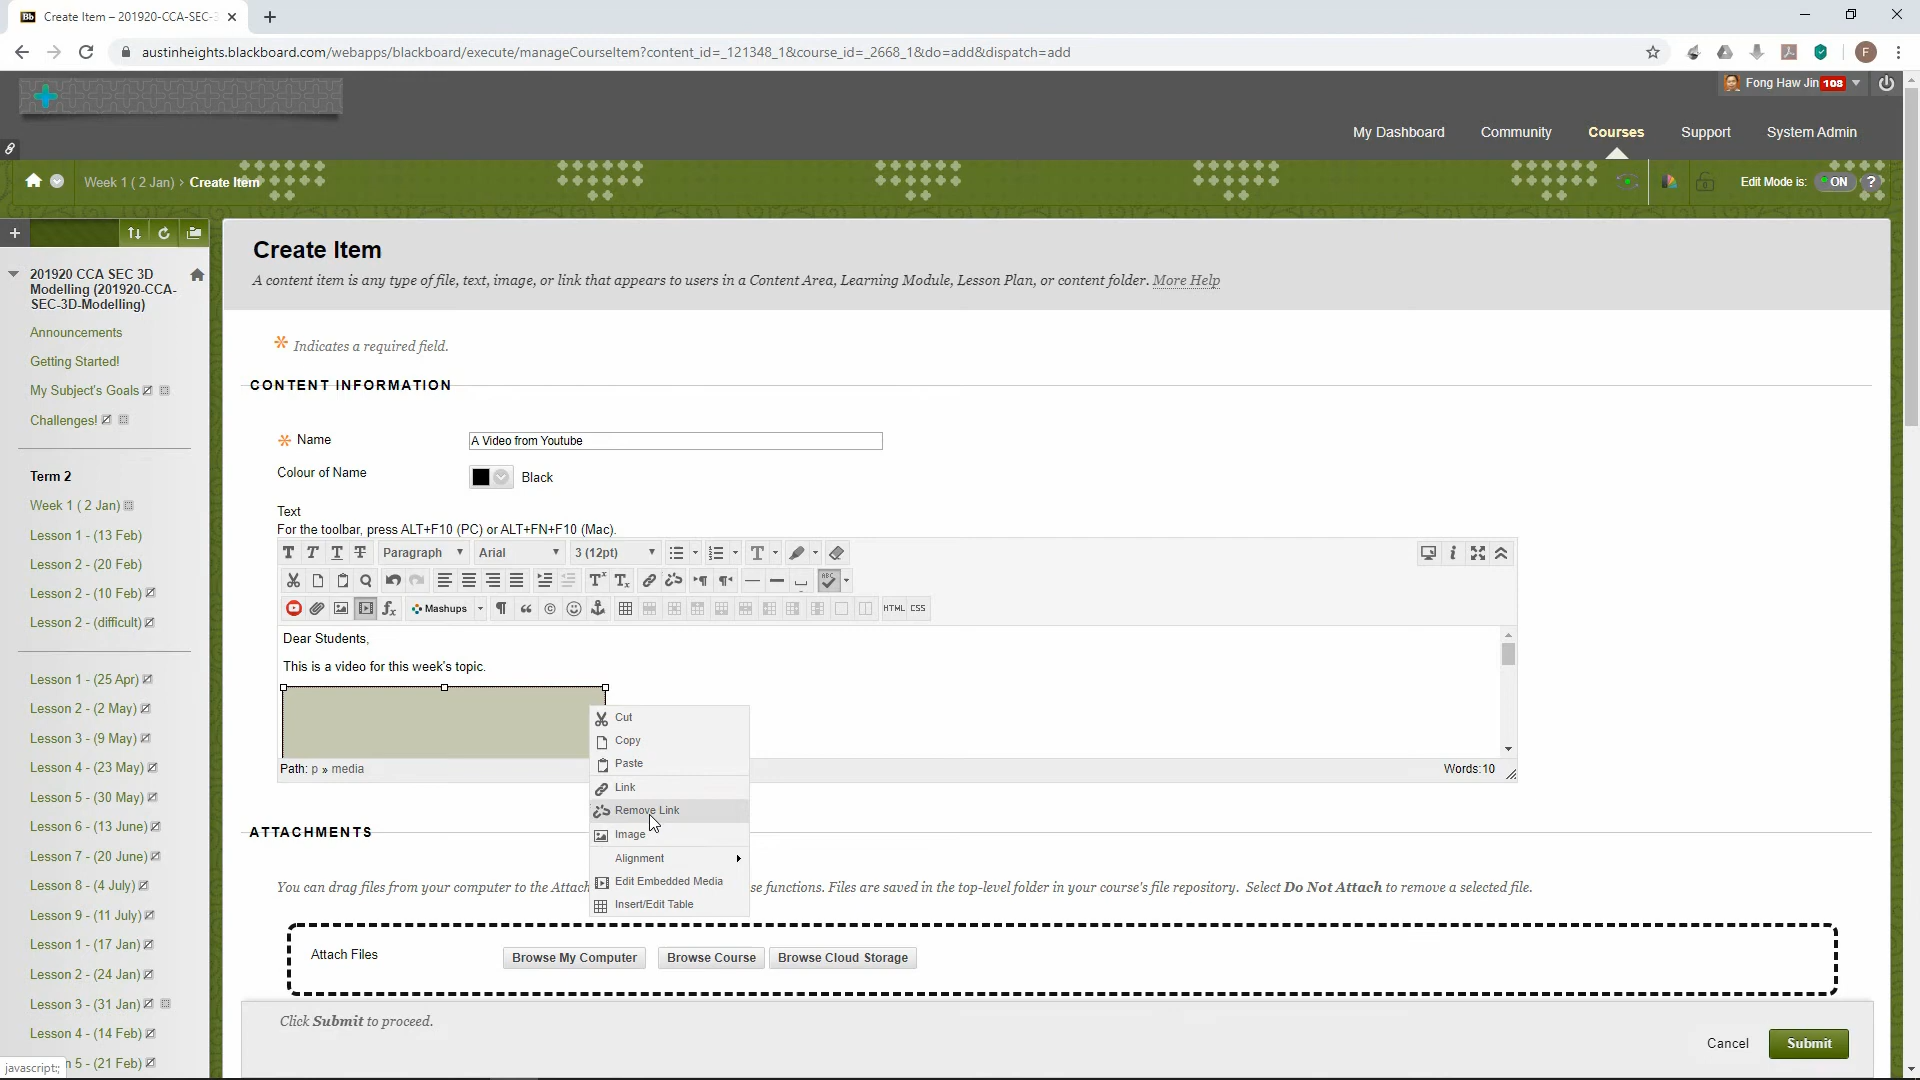 Bb Create Item – 201920-CCA-SEC-3
austinheights.blackboard.com/webapps/blackboard/execute/manageCourseItem?content_id=_121348_1&course_id=_2668_1&do=add&dispatch=add
F
Fong Haw Jin 108
My Dashboard Community Courses Support System Admin
Week 1 ( 2 Jan) > Create Item
Edit Mode is: ON ?
201920 CCA SEC 3D
Modelling (201920-CCA-
SEC-3D-Modelling)
Announcements
Getting Started!
My Subject's Goals
Challenges!
Term 2
Week 1 ( 2 Jan)
Lesson 1 - (13 Feb)
Lesson 2 - (20 Feb)
Lesson 2 - (10 Feb)
Lesson 2 - (difficult)
Lesson 1 - (25 Apr)
Lesson 2 - (2 May)
Lesson 3 - (9 May)
Lesson 4 - (23 May)
Lesson 5 - (30 May)
Lesson 6 - (13 June)
Lesson 7 - (20 June)
Lesson 8 - (4 July)
Lesson 9 - (11 July)
Lesson 1 - (17 Jan)
Lesson 2 - (24 Jan)
Lesson 3 - (31 Jan)
Lesson 4 - (14 Feb)
n 5 - (21 Feb)
javascript:;
Create Item
A content item is any type of file, text, image, or link that appears to users in a Content Area, Learning Module, Lesson Plan, or content folder. More Help
Indicates a required field.
CONTENT INFORMATION
Name A Video from Youtube
Colour of Name Black
Text
For the toolbar, press ALT+F10 (PC) or ALT+FN+F10 (Mac).
T T T T Paragraph Arial 3 (12pt) T
ABC
Mashups HTML CSS
Dear Students,
This is a video for this week's topic.
Path: p » media Words:10
Cut
Copy
Paste
Link
Remove Link
Image
Alignment
Edit Embedded Media
Insert/Edit Table
ATTACHMENTS
You can drag files from your computer to the Attach se functions. Files are saved in the top-level folder in your course's file repository. Select Do Not Attach to remove a selected file.
Attach Files Browse My Computer Browse Course Browse Cloud Storage
Click Submit to proceed.
Cancel Submit